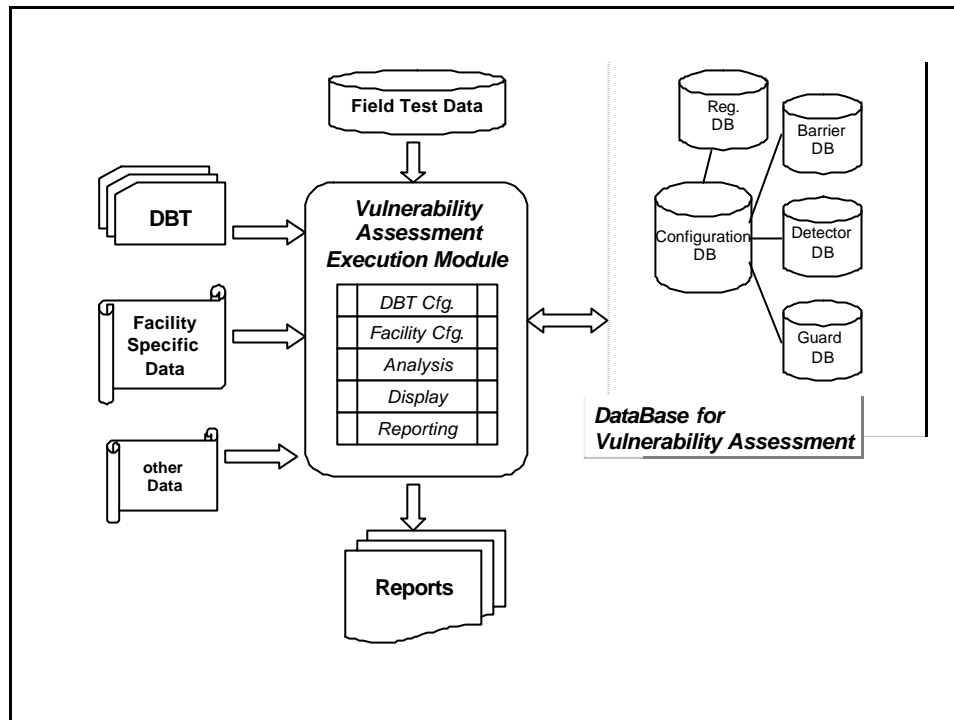 Field Test Data
DBT
Facility
Specific
Data
other
Data
Vulnerability
Assessment
Execution Module
DBT Cfg.
Facility Cfg.
Analysis
Display
Reporting
Reports
Reg.
DB
Barrier
DB
Configuration
DB
Detector
DB
Guard
DB
DataBase for
Vulnerability Assessment